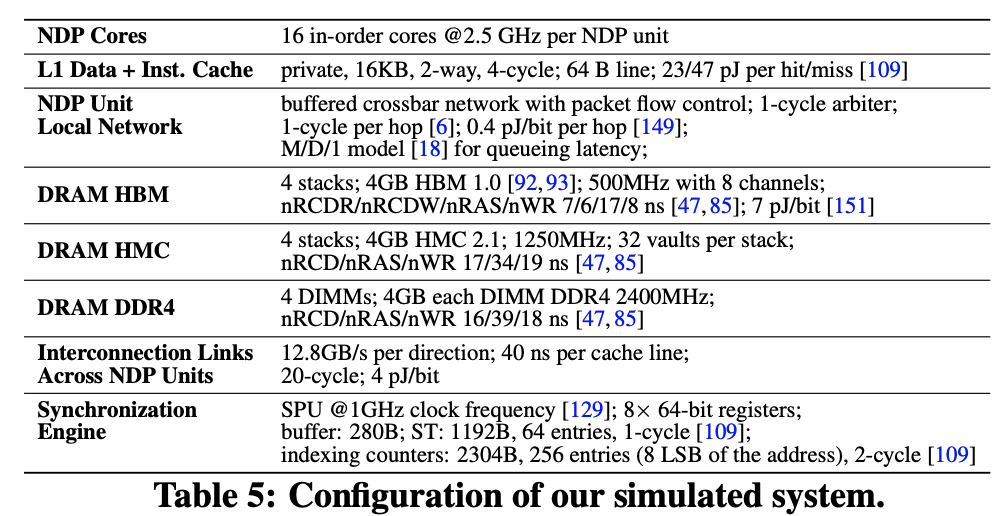 NDP Cores 16 in-order cores @2.5 GHz per NDP unit
L1 Data + Inst. Cache private, 16KB, 2-way, 4-cycle; 64 B line; 23/47 pJ per hit/miss [109]
NDP Unit buffered crossbar network with packet flow control; 1-cycle arbiter;
Local Network 1-cycle per hop [6]; 0.4 pJ/bit per hop [149];
M/D/1 model [18] for queueing latency;
DRAM HBM 4 stacks; 4GB HBM 1.0 [92,93]; 500MHz with 8 channels;
nRCDR/nRCDW/nRAS/nWR 7/6/17/8 ns [47,85]; 7 pJ/bit [151]
DRAM HMC 4 stacks; 4GB HMC 2.1; 1250MHz; 32 vaults per stack;
nRCD/nRAS/nWR 17/34/19 ns [47,85]
DRAM DDR4 4 DIMMs; 4GB each DIMM DDR4 2400MHz;
nRCD/nRAS/nWR 16/39/18 ns [47,85]
Interconnection Links 12.8GB/s per direction; 40 ns per cache line;
Across NDP Units 20-cycle; 4 pJ/bit
Synchronization SPU @1GHz clock frequency [129]; 8× 64-bit registers;
Engine buffer: 280B; ST: 1192B, 64 entries, 1-cycle [109];
indexing counters: 2304B, 256 entries (8 LSB of the address), 2-cycle [109]
Table 5: Configuration of our simulated system.